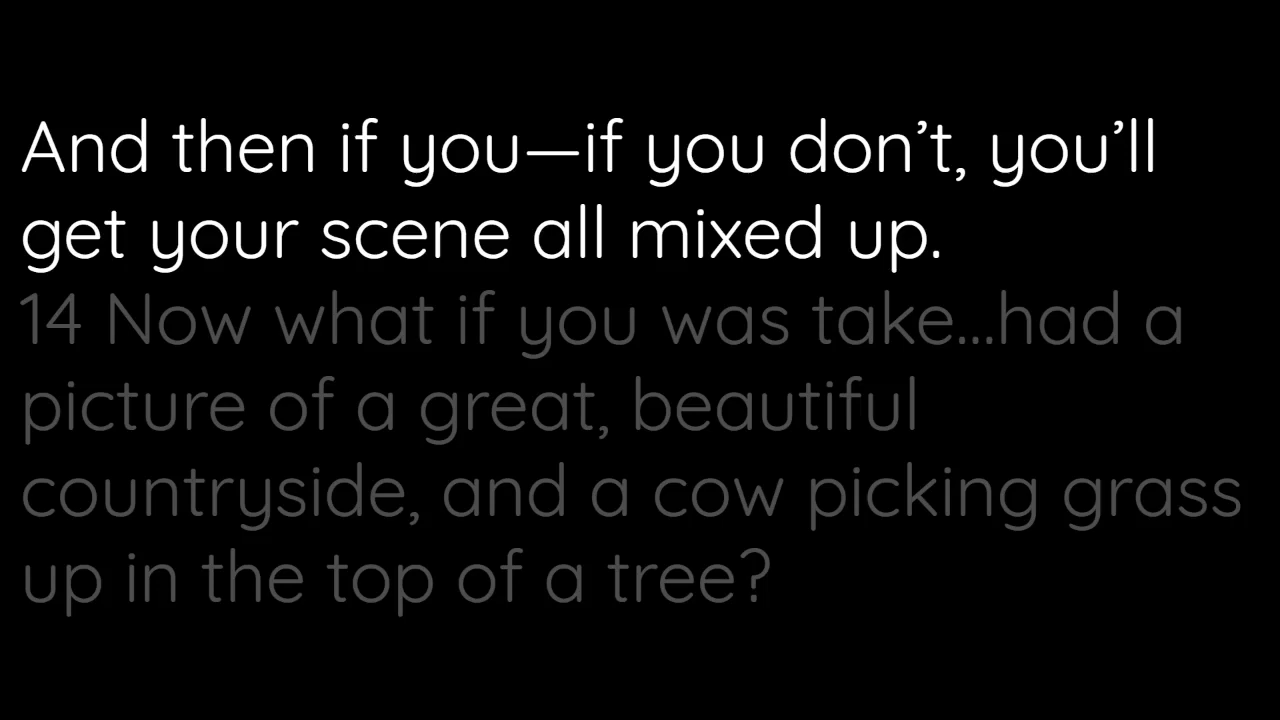 And then if you—if you don’t, you’ll
get your scene all mixed up.
14 Now what if you was take...had a
picture of a great, beautiful
countryside, and a cow picking grass
up in the top of a tree?